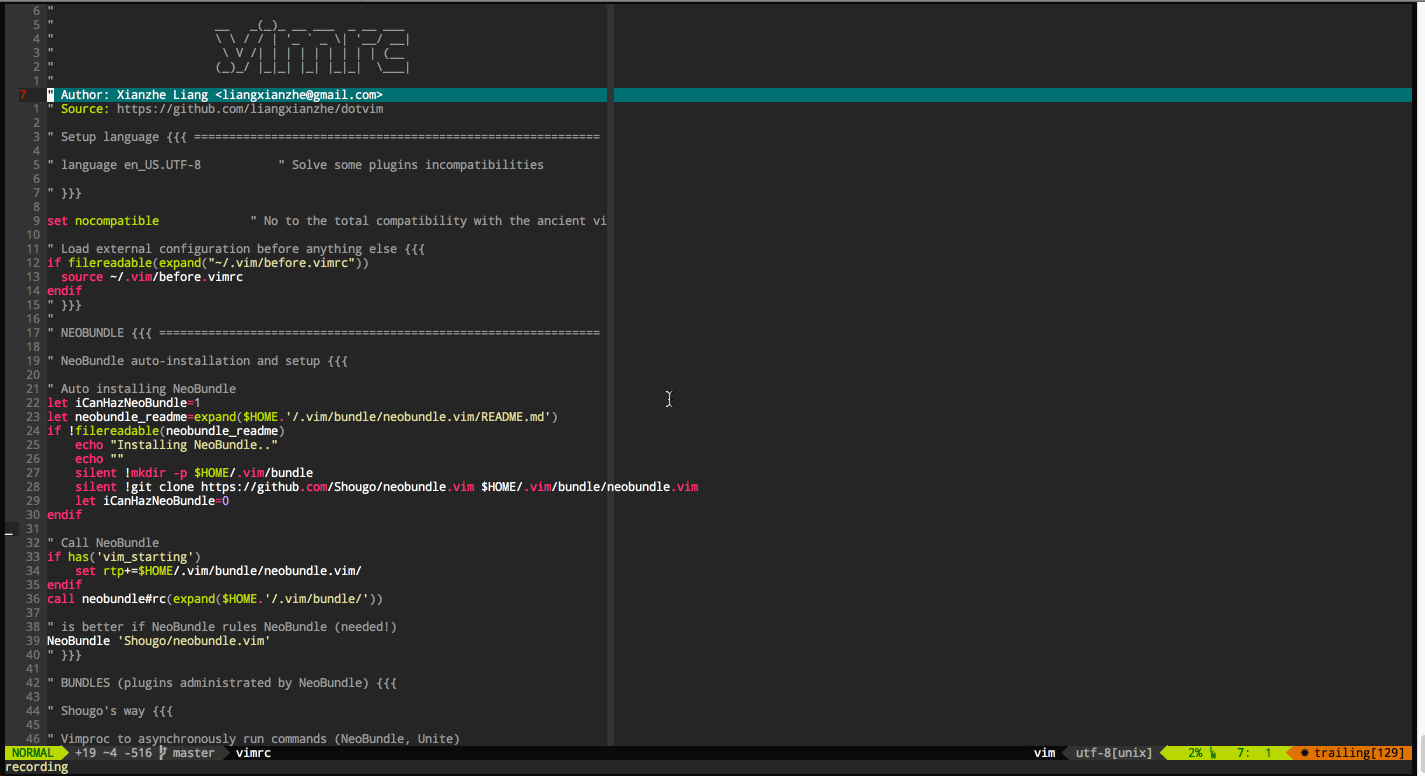 6 "
5 "                        __   _(_)_ __ ___  _ __ ___
4 "                        \ \ / / | '_ ` _ \| '__/ __|
3 "                         \ V /| | | | | | | | | (__
2 "                        (_)_/ |_|_| |_| |_|_|  \___|
1 "
7 " Author: Xianzhe Liang <liangxianzhe@gmail.com>
1 " Source: https://github.com/liangxianzhe/dotvim
2
3 " Setup language {{{ ==========================================================
4
5 " language en_US.UTF-8           " Solve some plugins incompatibilities
6
7 " }}}
8
9 set nocompatible             " No to the total compatibility with the ancient vi
10
11 " Load external configuration before anything else {{{
12 if filereadable(expand("~/.vim/before.vimrc"))
13   source ~/.vim/before.vimrc
14 endif
15 " }}}
16 "
17 " NEOBUNDLE {{{ ===============================================================
18
19 " NeoBundle auto-installation and setup {{{
20
21 " Auto installing NeoBundle
22 let iCanHazNeoBundle=1
23 let neobundle_readme=expand($HOME.'/.vim/bundle/neobundle.vim/README.md')
24 if !filereadable(neobundle_readme)
25     echo "Installing NeoBundle.."
26     echo ""
27     silent !mkdir -p $HOME/.vim/bundle
28     silent !git clone https://github.com/Shougo/neobundle.vim $HOME/.vim/bundle/neobundle.vim
29     let iCanHazNeoBundle=0
30 endif
31
32 " Call NeoBundle
33 if has('vim_starting')
34     set rtp+=$HOME/.vim/bundle/neobundle.vim/
35 endif
36 call neobundle#rc(expand($HOME.'/.vim/bundle/'))
37
38 " is better if NeoBundle rules NeoBundle (needed!)
39 NeoBundle 'Shougo/neobundle.vim'
40 " }}}
41
42 " BUNDLES (plugins administrated by NeoBundle) {{{
43
44 " Shougo's way {{{
45
46 " Vimproc to asynchronously run commands (NeoBundle, Unite)
NORMAL +19 ~4 -516 master vimrc vim utf-8[unix] 2% 7: 1 trailing[129]
recording